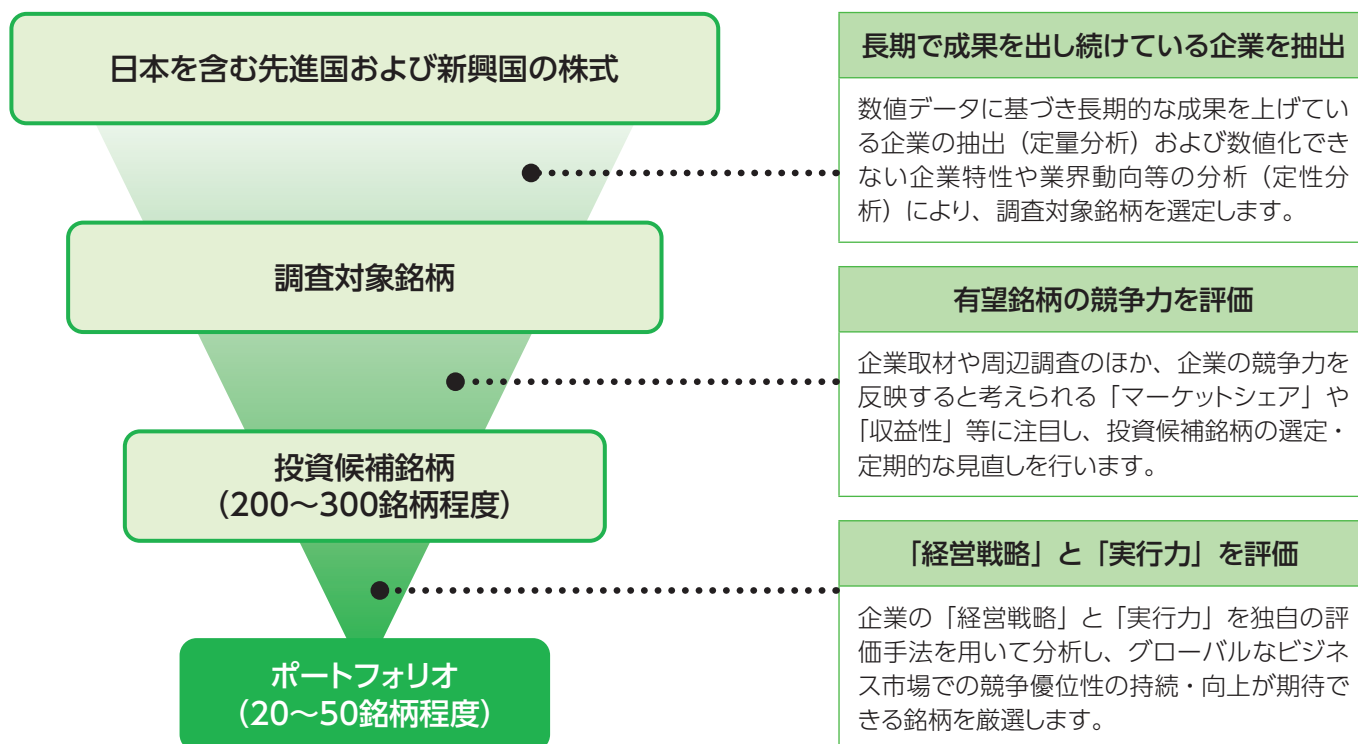 日本を含む先進国および新興国の株式
長期で成果を出し続けている企業を抽出
数値データに基づき長期的な成果を上げてい
る企業の抽出（定量分析）および数値化でき
ない企業特性や業界動向等の分析（定性分
析）により、調査対象銘柄を選定します。
調査対象銘柄
有望銘柄の競争力を評価
企業取材や周辺調査のほか、企業の競争力を
反映すると考えられる「マーケットシェア」や
「収益性」等に注目し、投資候補銘柄の選定・
定期的な見直しを行います。
投資候補銘柄
（200～300銘柄程度）
「経営戦略」と「実行力」を評価
企業の「経営戦略」と「実行力」を独自の評
価手法を用いて分析し、グローバルなビジネ
ス市場での競争優位性の持続・向上が期待で
きる銘柄を厳選します。
ポートフォリオ
（20～50銘柄程度）